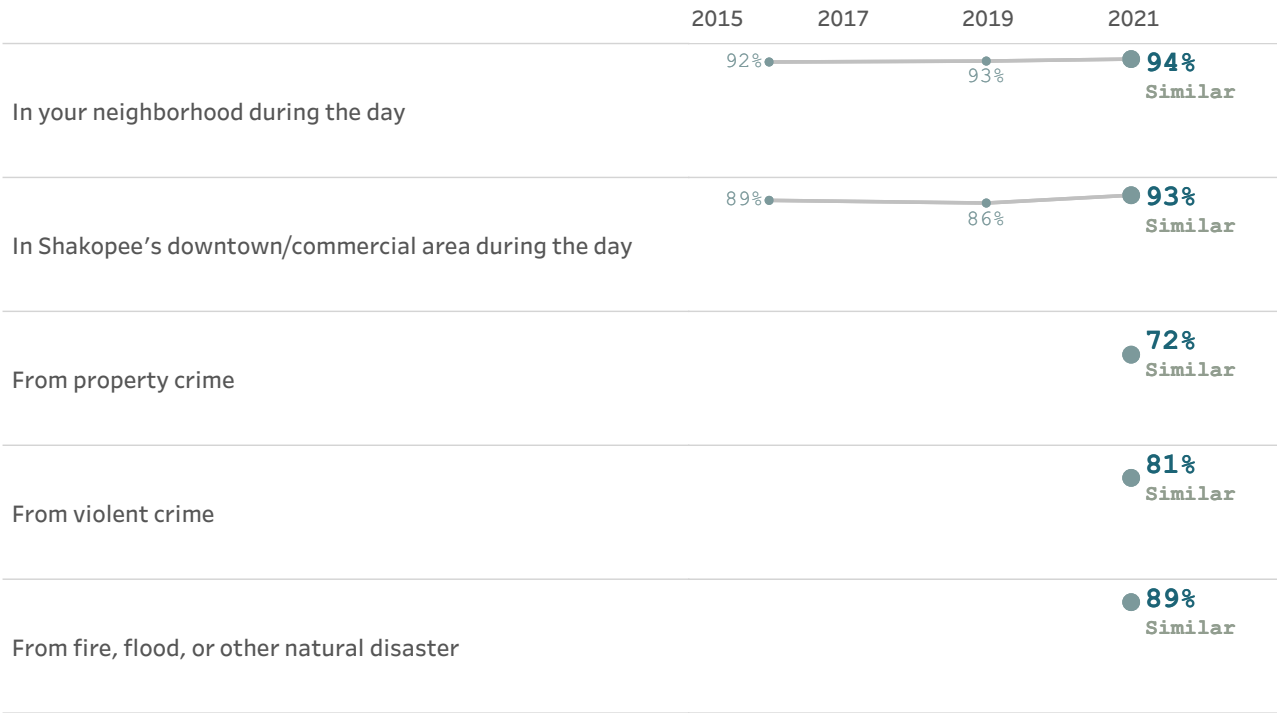 2015 2017 2019 2021
92% 93% 94%
Similar
In your neighborhood during the day
89% 86% 93%
Similar
In Shakopee’s downtown/commercial area during the day
72%
Similar
From property crime
81%
Similar
From violent crime
89%
Similar
From fire, flood, or other natural disaster